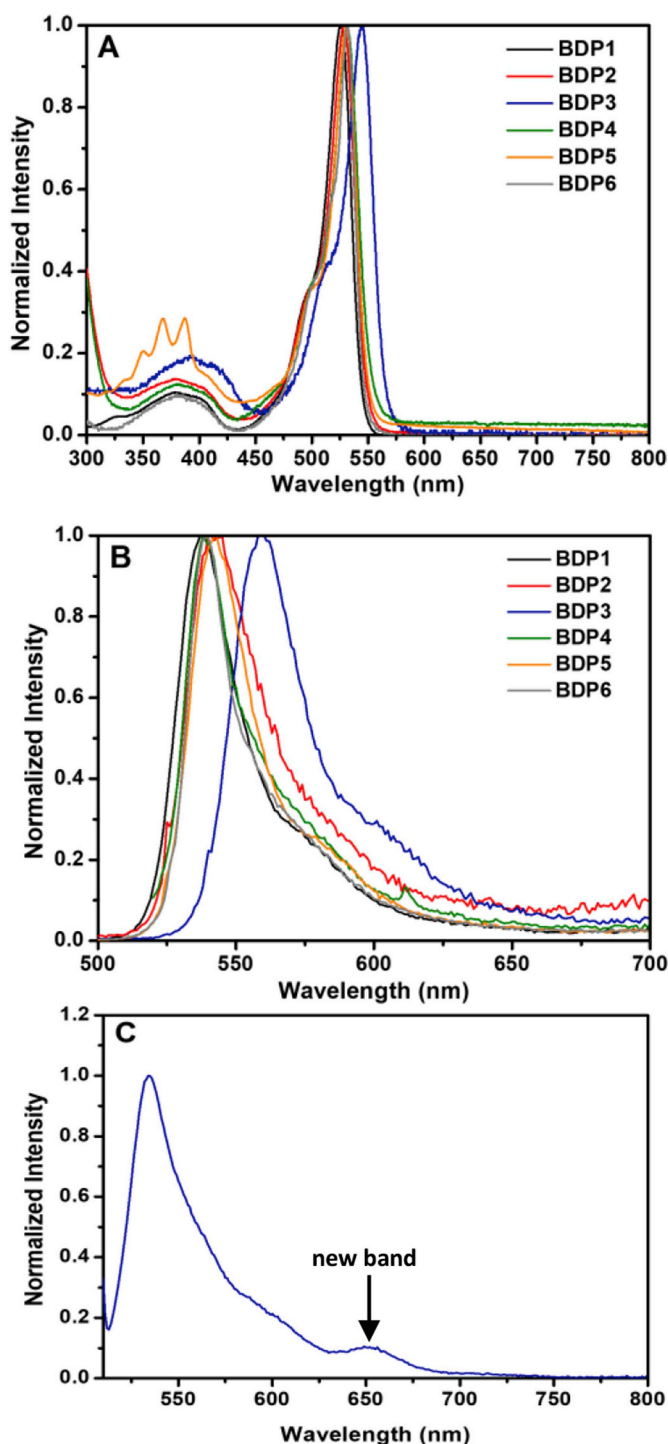 A
BDP1
BDP2
BDP3
BDP4
BDP5
BDP6
Normalized Intensity
1.0
0.8
0.6
0.4
0.2
0.0
300 350 400 450 500 550 600 650 700 750 800
Wavelength (nm)
B
BDP1
BDP2
BDP3
BDP4
BDP5
BDP6
Normalized Intensity
1.0
0.8
0.6
0.4
0.2
0.0
500 550 600 650 700
Wavelength (nm)
C
new band
Normalized Intensity
1.2
1.0
0.8
0.6
0.4
0.2
0.0
550 600 650 700 750 800
Wavelength (nm)